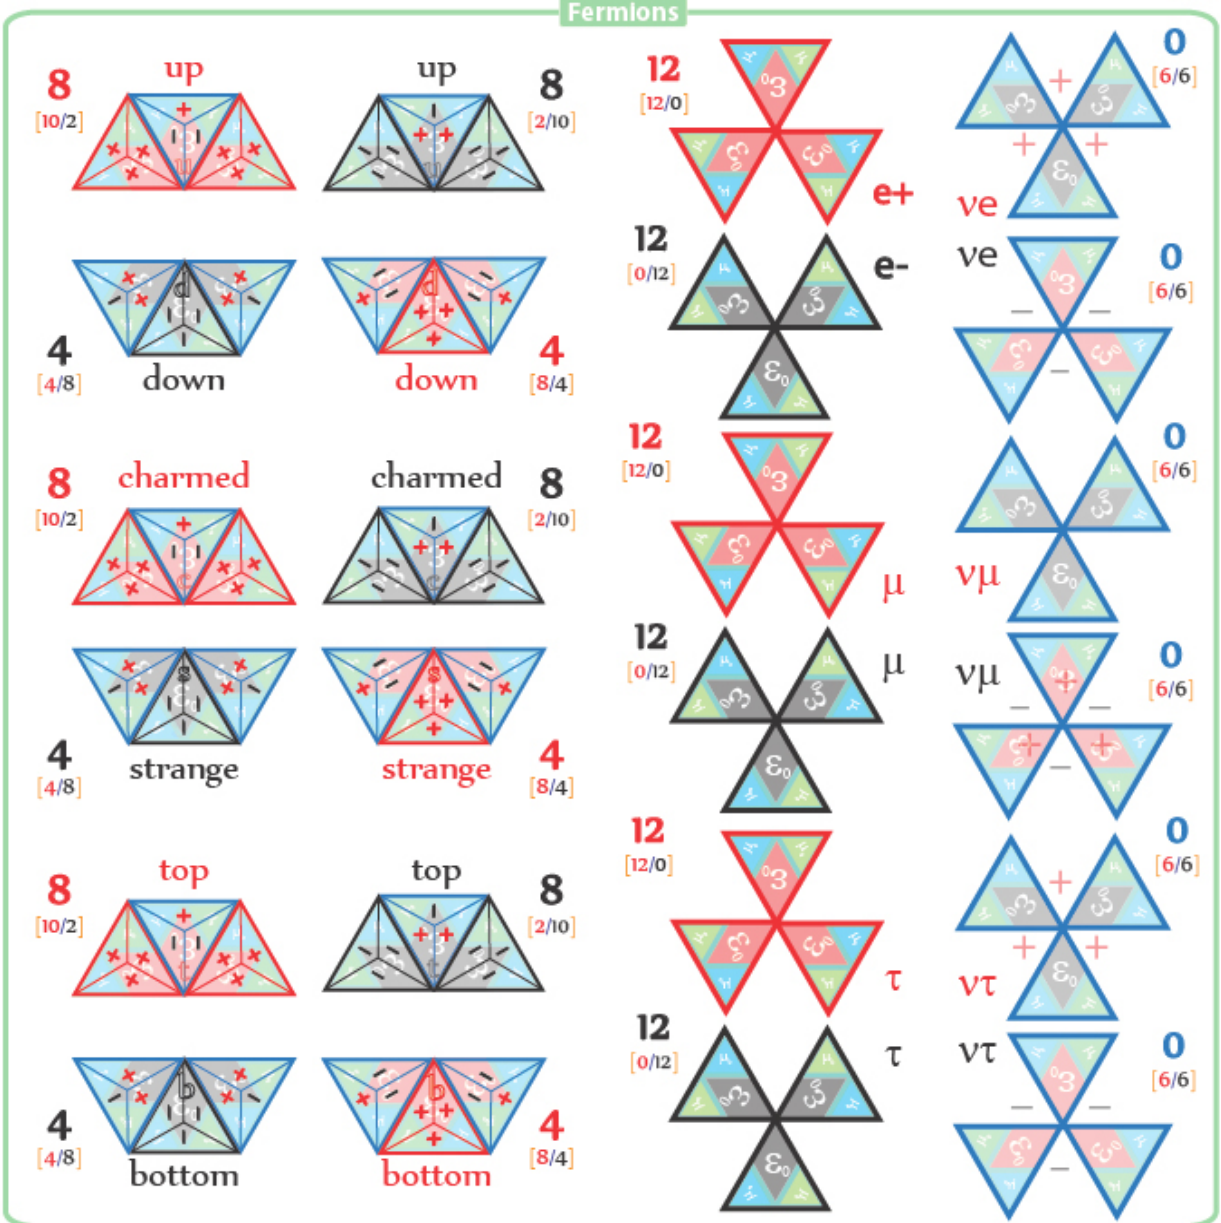 Fermions
up
8
[10/2]
up
8
[2/10]
d
4
[4/8]
down
d
4
[8/4]
down
charmed
8
[10/2]
charmed
8
[2/10]
s
4
[4/8]
strange
s
4
[8/4]
strange
top
8
[10/2]
top
8
[2/10]
b
4
[4/8]
bottom
b
4
[8/4]
bottom
12
[12/0]
e+
12
[0/12]
e-
12
[12/0]
μ
12
[0/12]
μ
12
[12/0]
τ
12
[0/12]
τ
0
[6/6]
νe
νe
0
[6/6]
0
[6/6]
νμ
νμ
0
[6/6]
0
[6/6]
ντ
ντ
0
[6/6]